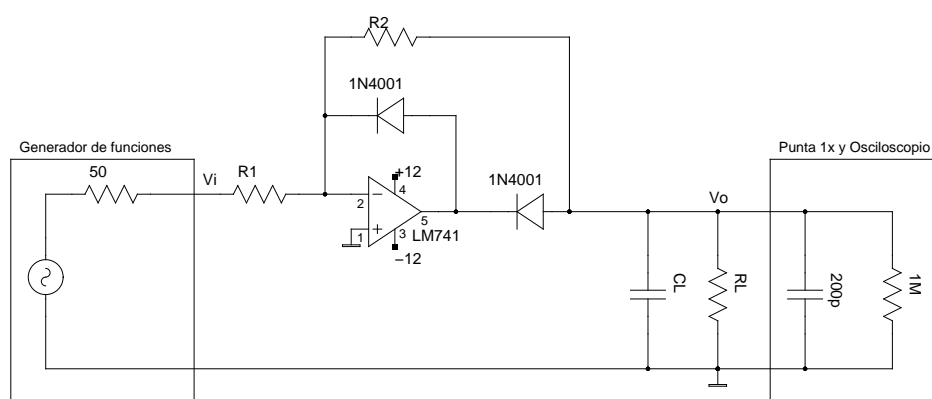 R2
1N4001
Generador de funciones
Punta 1x y Osciloscopio
50
Vi
R1
+12
1N4001
Vo
2
4
5
1
3
LM741
−12
CL
RL
200p
1M